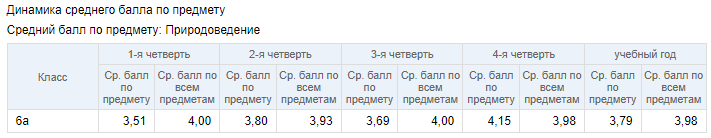 Динамика среднего балла по предмету
Средний балл по предмету: Природоведение
Класс 1-я четверть 2-я четверть 3-я четверть 4-я четверть учебный год
Ср. балл по предмету Ср. балл по всем предметам Ср. балл по предмету Ср. балл по всем предметам Ср. балл по предмету Ср. балл по всем предметам Ср. балл по предмету Ср. балл по всем предметам Ср. балл по предмету Ср. балл по всем предметам
6а 3,51 4,00 3,80 3,93 3,69 4,00 4,15 3,98 3,79 3,98